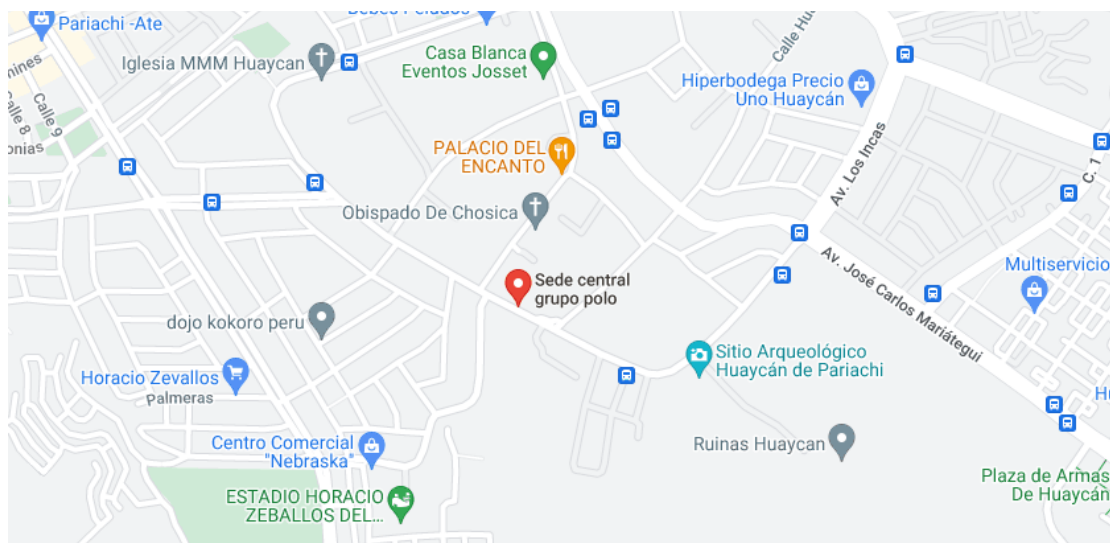 Pariachi -Ate
Iglesia MMM Huaycan
Casa Blanca
Eventos Josset
Hiperbodega Precio
Uno Huaycán
Calle 9
Calle 8
PALACIO DEL
ENCANTO
Av. Los Incas
C. 1
Obispado De Chosica
Sede central
grupo polo
Av. José Carlos Mariátegui
Multiservicio
dojo kokoro peru
Sitio Arqueológico
Huaycán de Pariachi
Horacio Zevallos
Palmeras
Centro Comercial
"Nebraska"
Ruinas Huaycan
ESTADIO HORACIO
ZEBALLOS DEL...
Plaza de Armas
De Huaycán